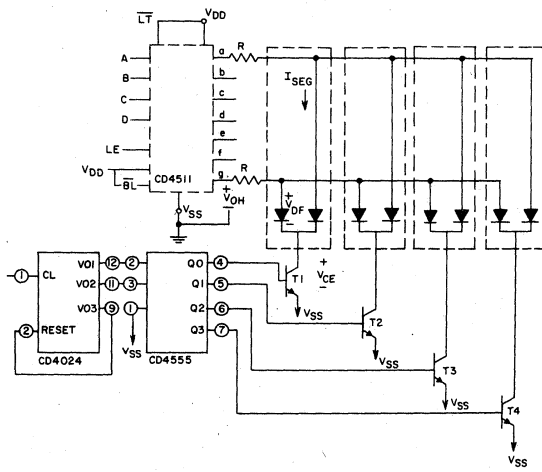 LT
VDD
A
B
C
D
LE
VDD
BL
CD4511
a
b
c
d
e
f
g
R
R
ISEG
+
VOH
−
VSS
+
VDF
−
+
VCE
−
T1
VSS
T2
VSS
T3
VSS
T4
VSS
1
CL
VO1
12
2
Q0
4
VO2
11
3
Q1
5
VO3
9
1
Q2
6
2
RESET
Q3
7
VSS
CD4024
CD4555